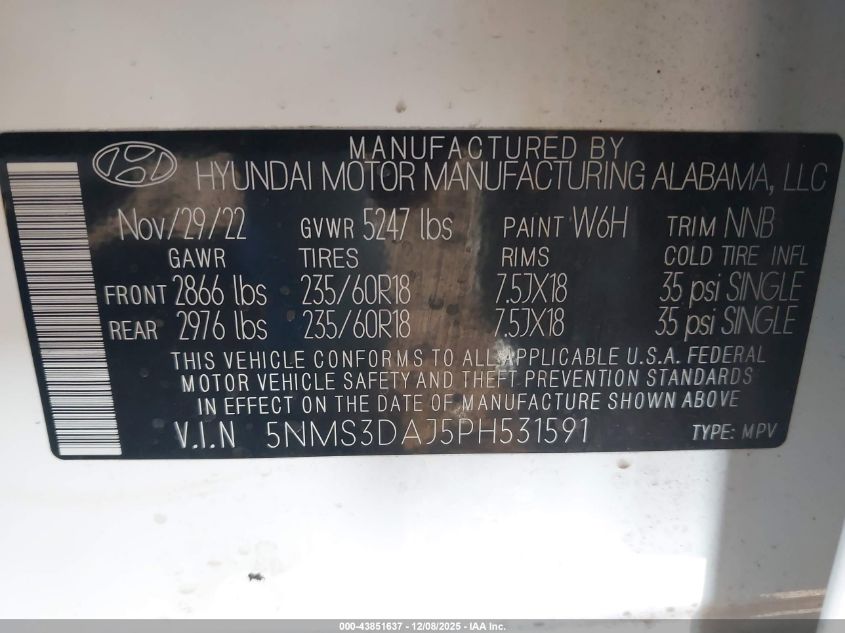 MANUFACTURED BY
HYUNDAI MOTOR MANUFACTURING ALABAMA, LLC
Nov/29/22 GVWR 5247 lbs PAINT W6H TRIM NNB
GAWR TIRES RIMS COLD TIRE INFL
FRONT 2866 lbs 235/60R18 7.5JX18 35 psi SINGLE
REAR 2976 lbs 235/60R18 7.5JX18 35 psi SINGLE
THIS VEHICLE CONFORMS TO ALL APPLICABLE U.S.A. FEDERAL
MOTOR VEHICLE SAFETY AND THEFT PREVENTION STANDARDS
IN EFFECT ON THE DATE OF MANUFACTURE SHOWN ABOVE
V.I.N 5NMS3DAJ5PH531591 TYPE: MPV
000-43851637 - 12/08/2025 - IAA Inc.